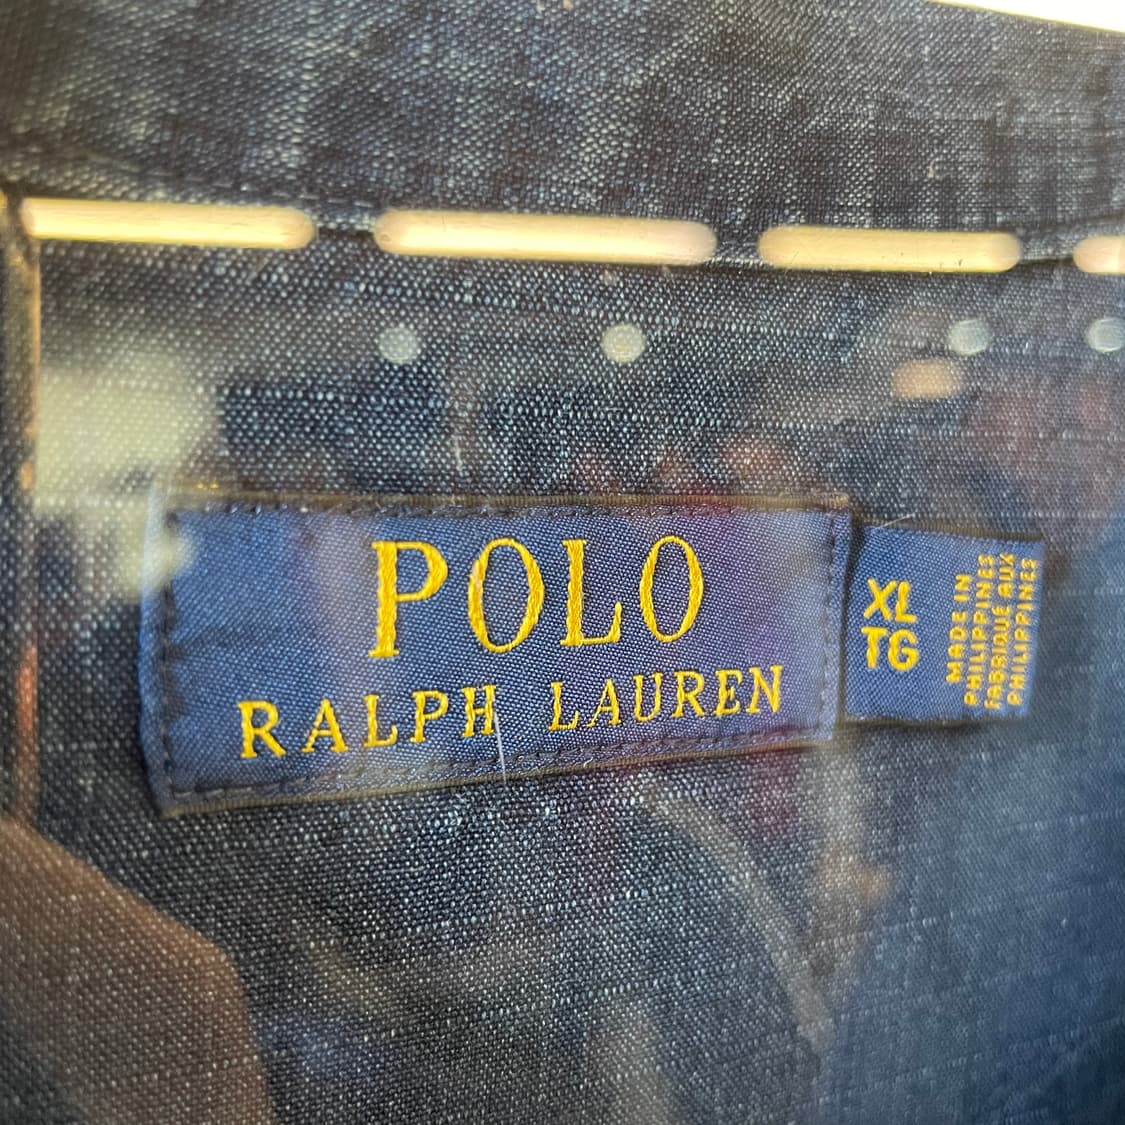 POLO
RALPH LAUREN
XL
TG
MADE IN
PHILIPPINES
FABRIQUÉ AUX
PHILIPPINES